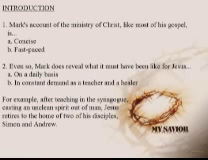 INTRODUCTION
1. Mark's account of the ministry of Christ, like most of his gospel,
is...
a. Concise
b. Fast-paced
2. Even so, Mark does reveal what it must have been like for Jesus...
a. On a daily basis
b. In constant demand as a teacher and a healer
For example, after teaching in the synagogue,
casting an unclean spirit out of man, Jesus
retires to the home of two of his disciples,
Simon and Andrew.
MY SAVIOR